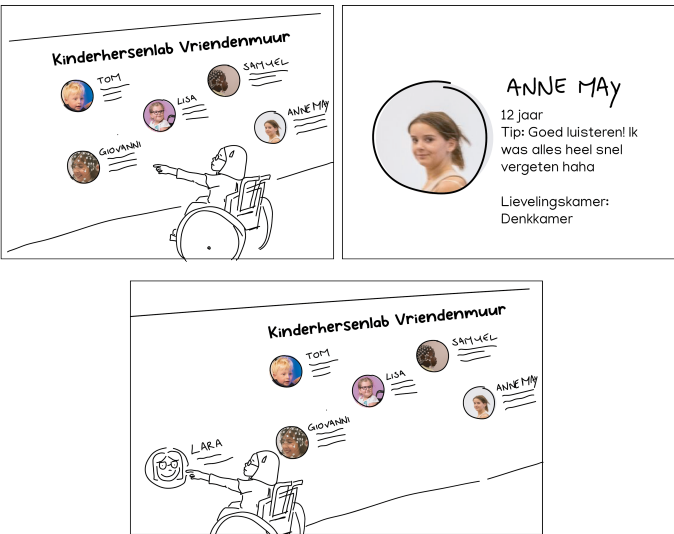 Kinderhersenlab Vriendenmuur
TOM
SAMUEL
LISA
ANNE MAY
GIOVANNI
ANNE MAY
12 jaar
Tip: Goed luisteren! Ik
was alles heel snel
vergeten haha
Lievelingskamer:
Denkkamer
Kinderhersenlab Vriendenmuur
TOM
SAMUEL
LISA
ANNE MAY
GIOVANNI
LARA